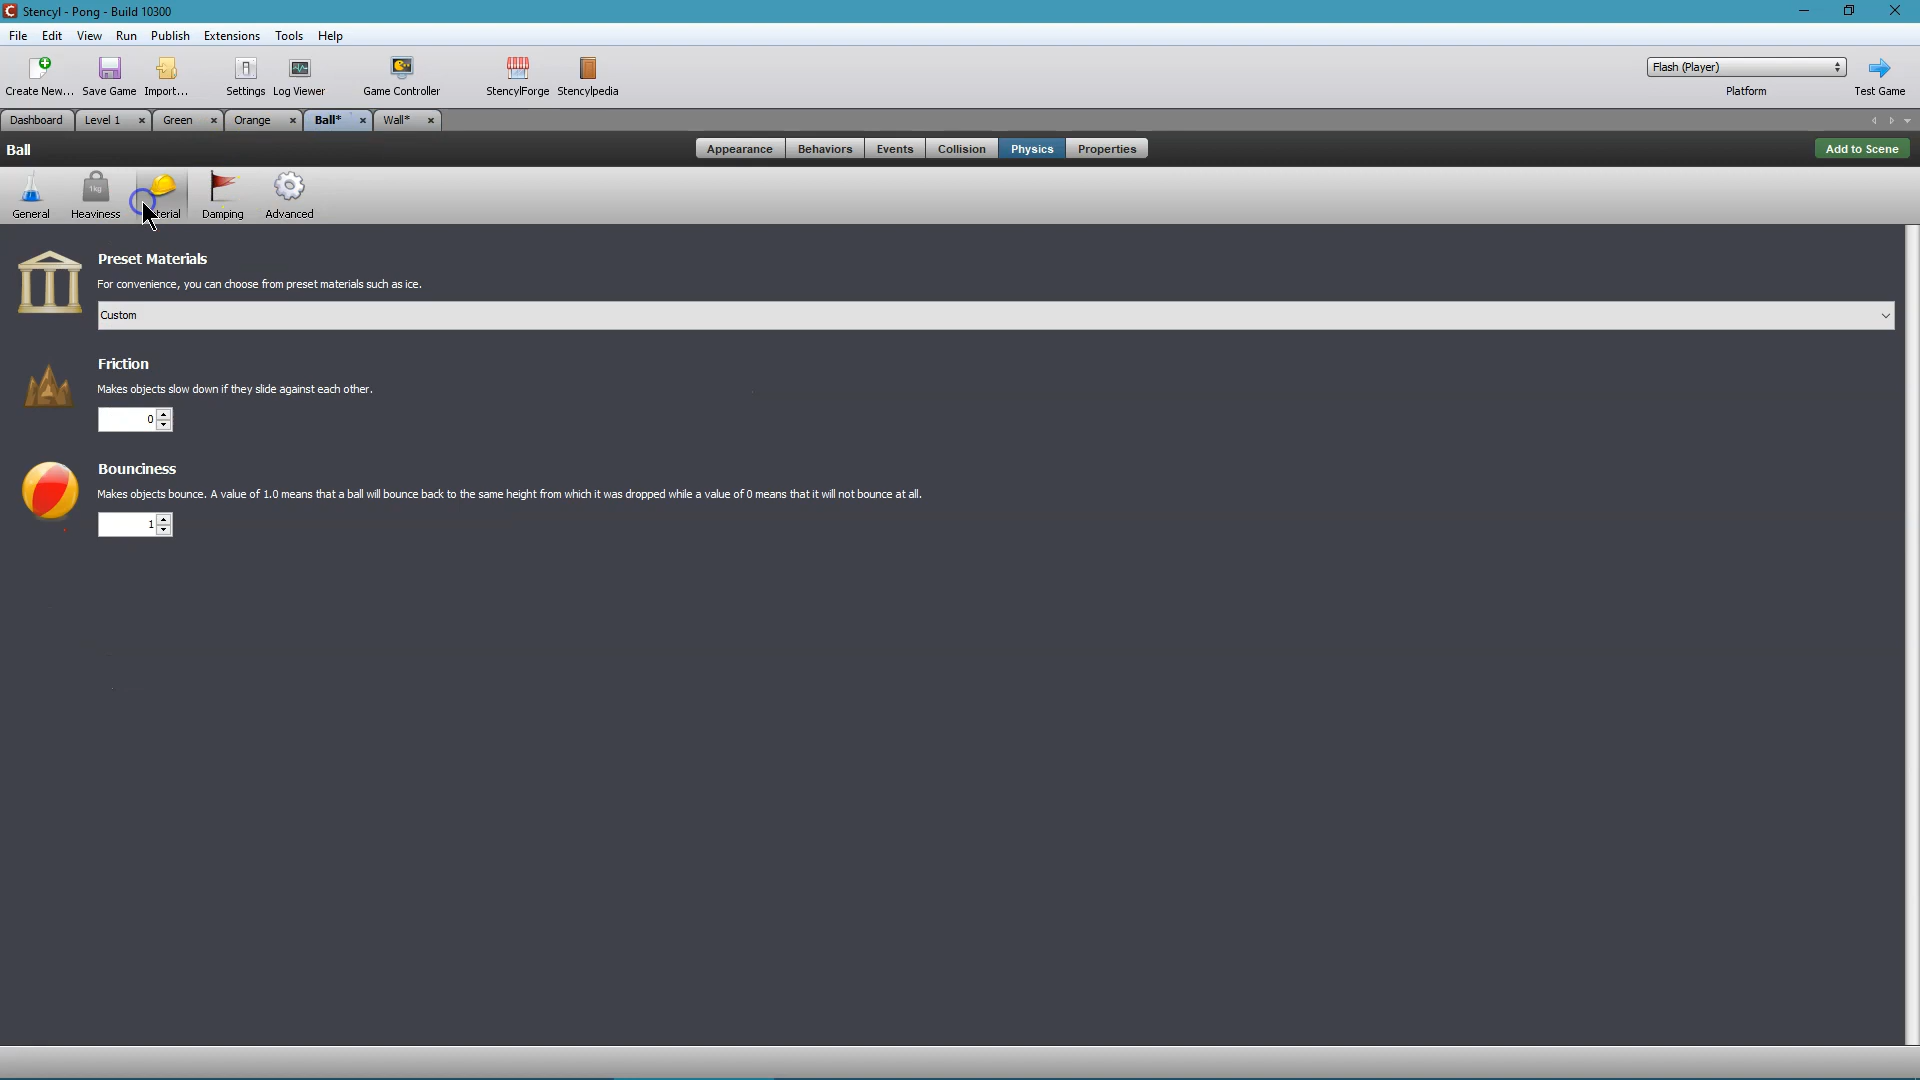 Stencyl - Pong - Build 10300
File Edit View Run Publish Extensions Tools Help
Flash (Player)
Create New... Save Game Import... Settings Log Viewer Game Controller StencylForge Stencylpedia Platform Test Game
Dashboard Level 1 Green Orange Ball* Wall*
Ball Appearance Behaviors Events Collision Physics Properties Add to Scene
1kg
General Heaviness terial Damping Advanced
Preset Materials
For convenience, you can choose from preset materials such as ice.
Custom
Friction
Makes objects slow down if they slide against each other.
0
Bounciness
Makes objects bounce. A value of 1.0 means that a ball will bounce back to the same height from which it was dropped while a value of 0 means that it will not bounce at all.
1